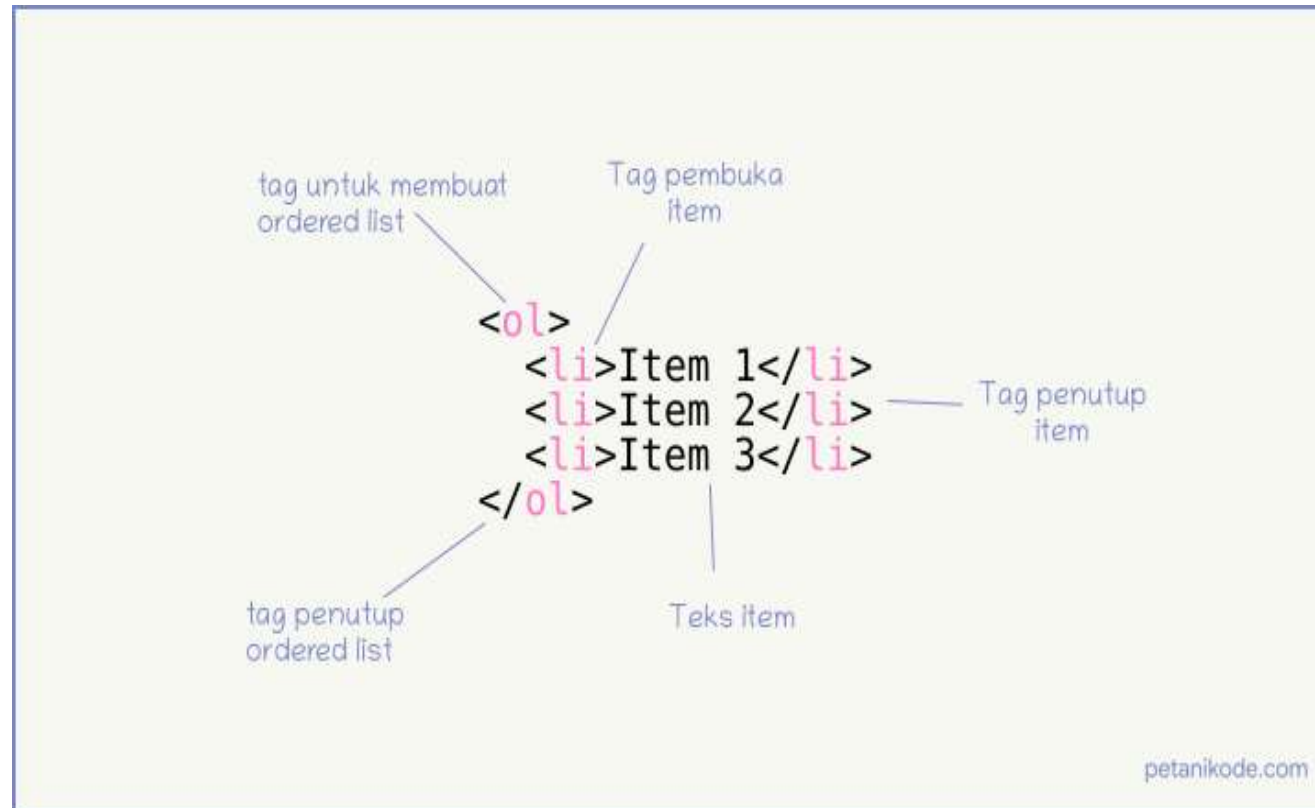 tag untuk membuat
ordered list
Tag pembuka
item
<ol>
<li>Item 1</li>
<li>Item 2</li>
<li>Item 3</li>
</ol>
Tag penutup
item
tag penutup
ordered list
Teks item
petanikode.com